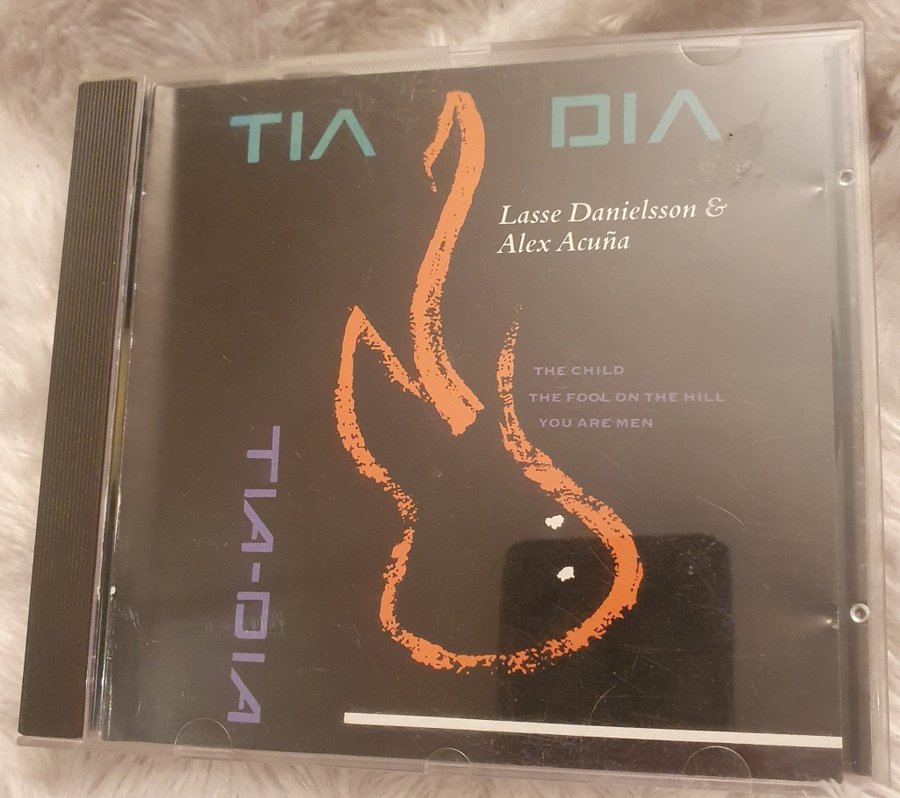 TIA DIA
Lasse Danielsson &
Alex Acuña
THE CHILD
THE FOOL ON THE HILL
YOU ARE MEN
TIA-DIA